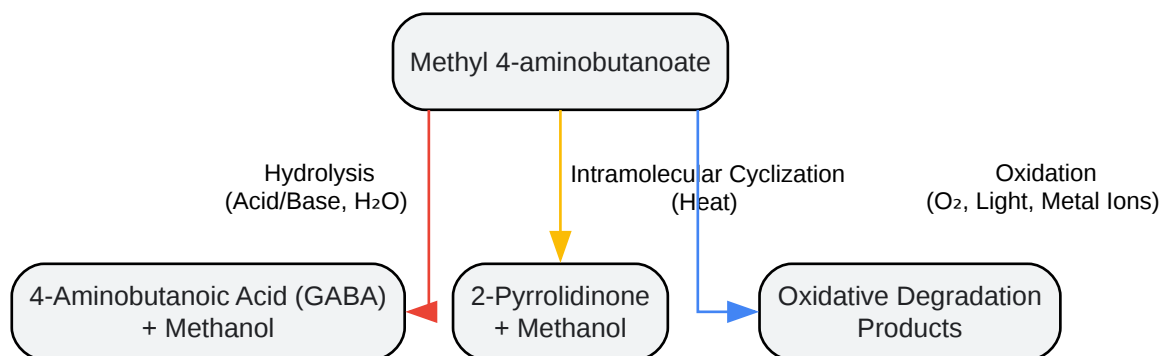 Methyl 4-aminobutanoate
Hydrolysis
(Acid/Base, H₂O)
Intramolecular Cyclization
(Heat)
Oxidation
(O₂, Light, Metal Ions)
4-Aminobutanoic Acid (GABA)
+ Methanol
2-Pyrrolidinone
+ Methanol
Oxidative Degradation
Products